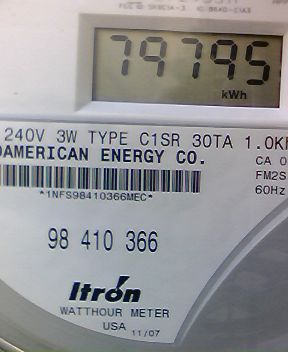 79795
kWh
240V 3W TYPE C1SR 30TA 1.0K
AMERICAN ENERGY CO.
CA 0
FM2S
60Hz
*1NFS98410366MEC*
98 410 366
Itron
WATTHOUR METER
USA 11/07